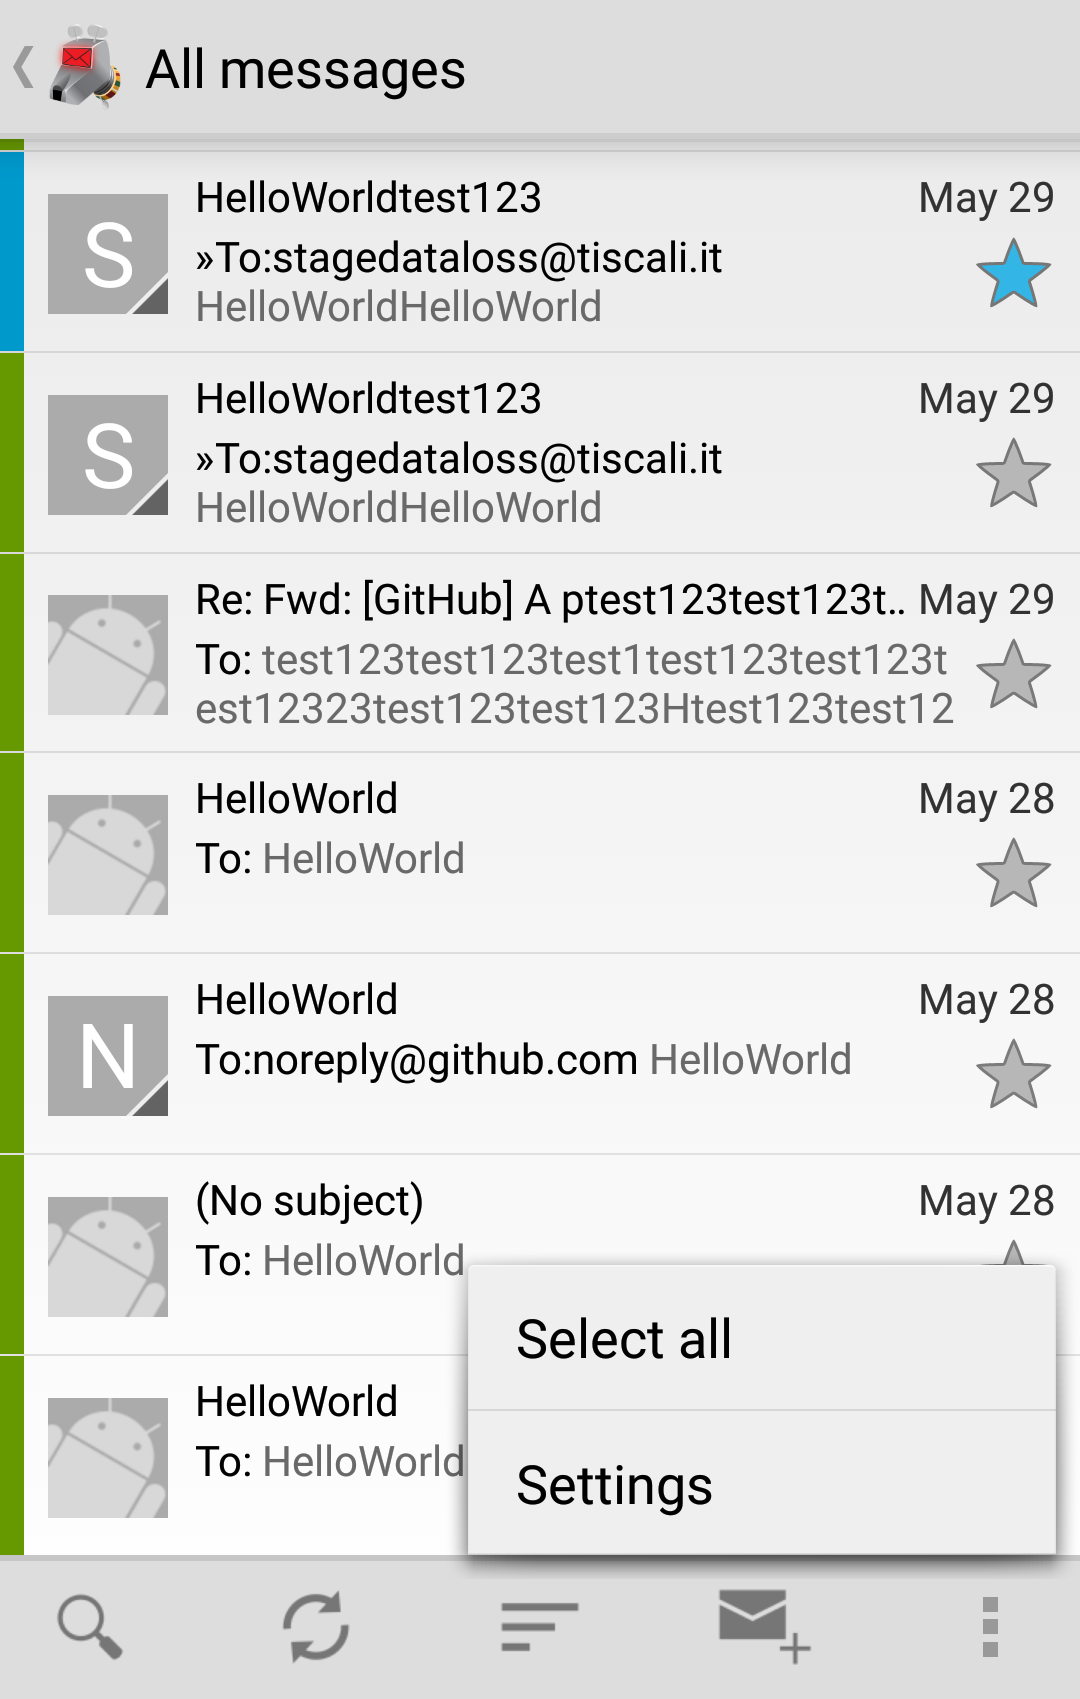 All messages
HelloWorldtest123
May 29
S
»To:stagedataloss@tiscali.it
HelloWorldHelloWorld
HelloWorldtest123
May 29
S
»To:stagedataloss@tiscali.it
HelloWorldHelloWorld
Re: Fwd: [GitHub] A ptest123test123t..
May 29
To: test123test123test1test123test123t
est12323test123test123Htest123test12
HelloWorld
May 28
To: HelloWorld
HelloWorld
May 28
N
To:noreply@github.com HelloWorld
(No subject)
May 28
To: HelloWorld
HelloWorld
To: HelloWorld
Select all
Settings